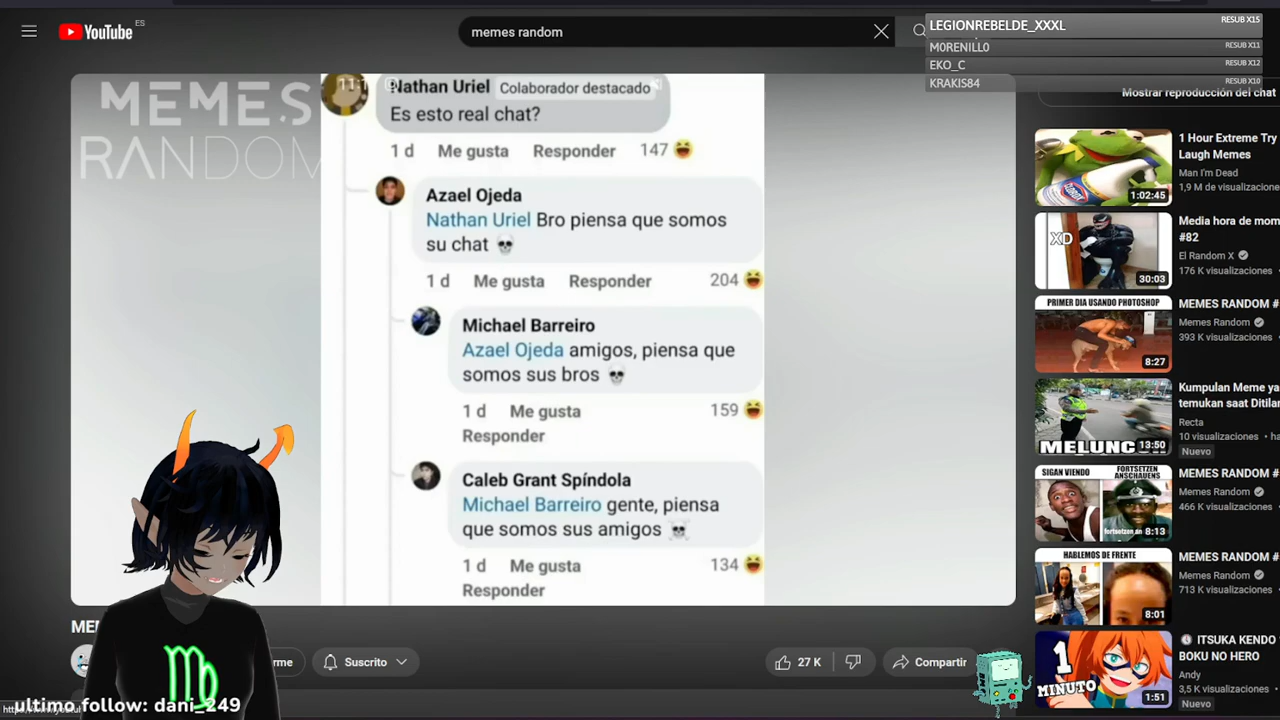 YouTube ES
memes random
LEGIONREBELDE_XXXL RESUB X15
M0RENILL0 RESUB X11
EKO_C RESUB X12
KRAKIS84 RESUB X10
Mostrar reproducción del chat
MEMES
RANDOM
Nathan Uriel Colaborador destacado
Es esto real chat?
1 d Me gusta Responder 147
Azael Ojeda
Nathan Uriel Bro piensa que somos
su chat
1 d Me gusta Responder 204
Michael Barreiro
Azael Ojeda amigos, piensa que
somos sus bros
1 d Me gusta 159
Responder
Caleb Grant Spíndola
Michael Barreiro gente, piensa
que somos sus amigos
1 d Me gusta 134
Responder
1 Hour Extreme Try
Laugh Memes
Man I'm Dead
1,9 M de visualizaciones
1:02:45
XD
30:03
Media hora de mom
#82
El Random X
176 K visualizaciones
PRIMER DIA USANDO PHOTOSHOP
8:27
MEMES RANDOM #
Memes Random
393 K visualizaciones
MELUNC
13:50
Kumpulan Meme ya
temukan saat Ditilan
Recta
10 visualizaciones • ha
Nuevo
SIGAN VIENDO
FORTSETZEN
ANSCHAUENS
fortsetzen an
8:13
MEMES RANDOM #
Memes Random
466 K visualizaciones
HABLEMOS DE FRENTE
8:01
MEMES RANDOM #
Memes Random
713 K visualizaciones
1
MINUTO
1:51
ITSUKA KENDO
BOKU NO HERO
Andy
3,5 K visualizaciones
Nuevo
ME
rme
Suscrito
27 K
Compartir
ultimo follow: dani_249